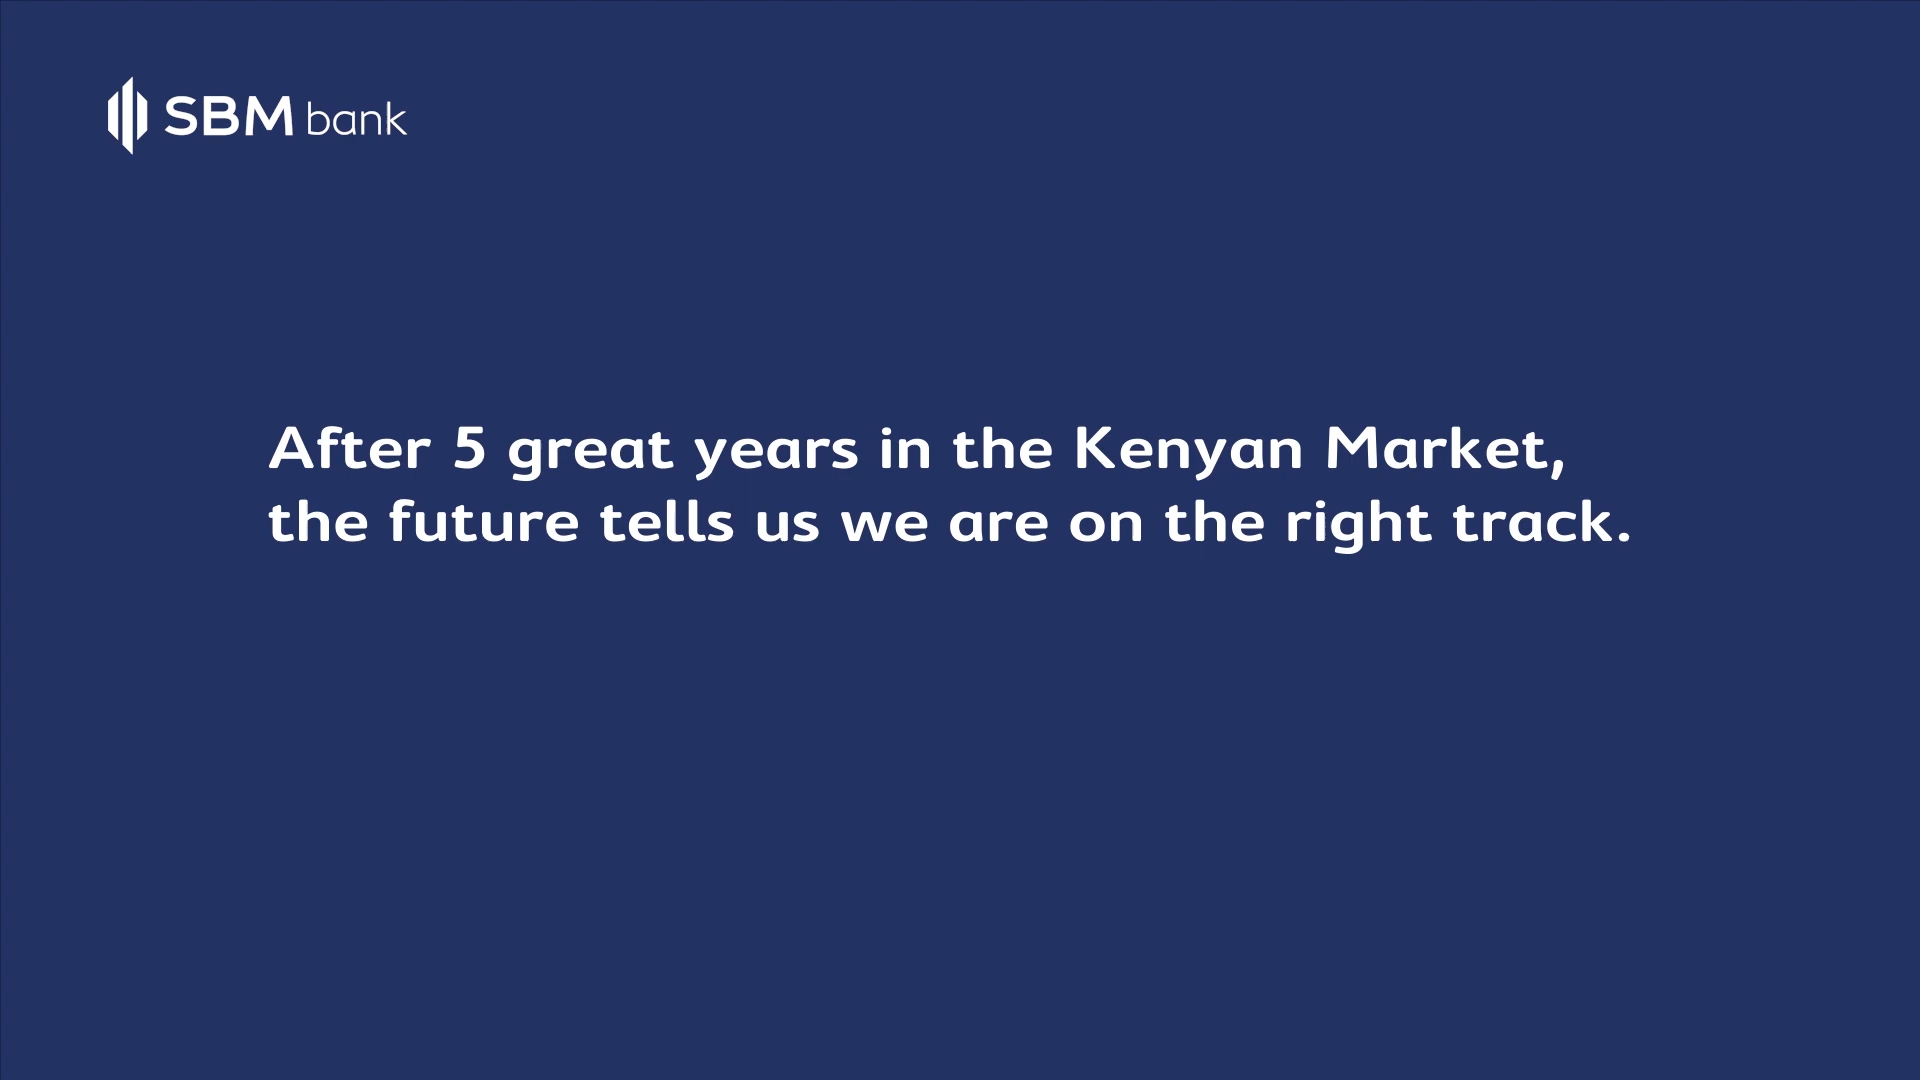 SBM bank
After 5 great years in the Kenyan Market,
the future tells us we are on the right track.